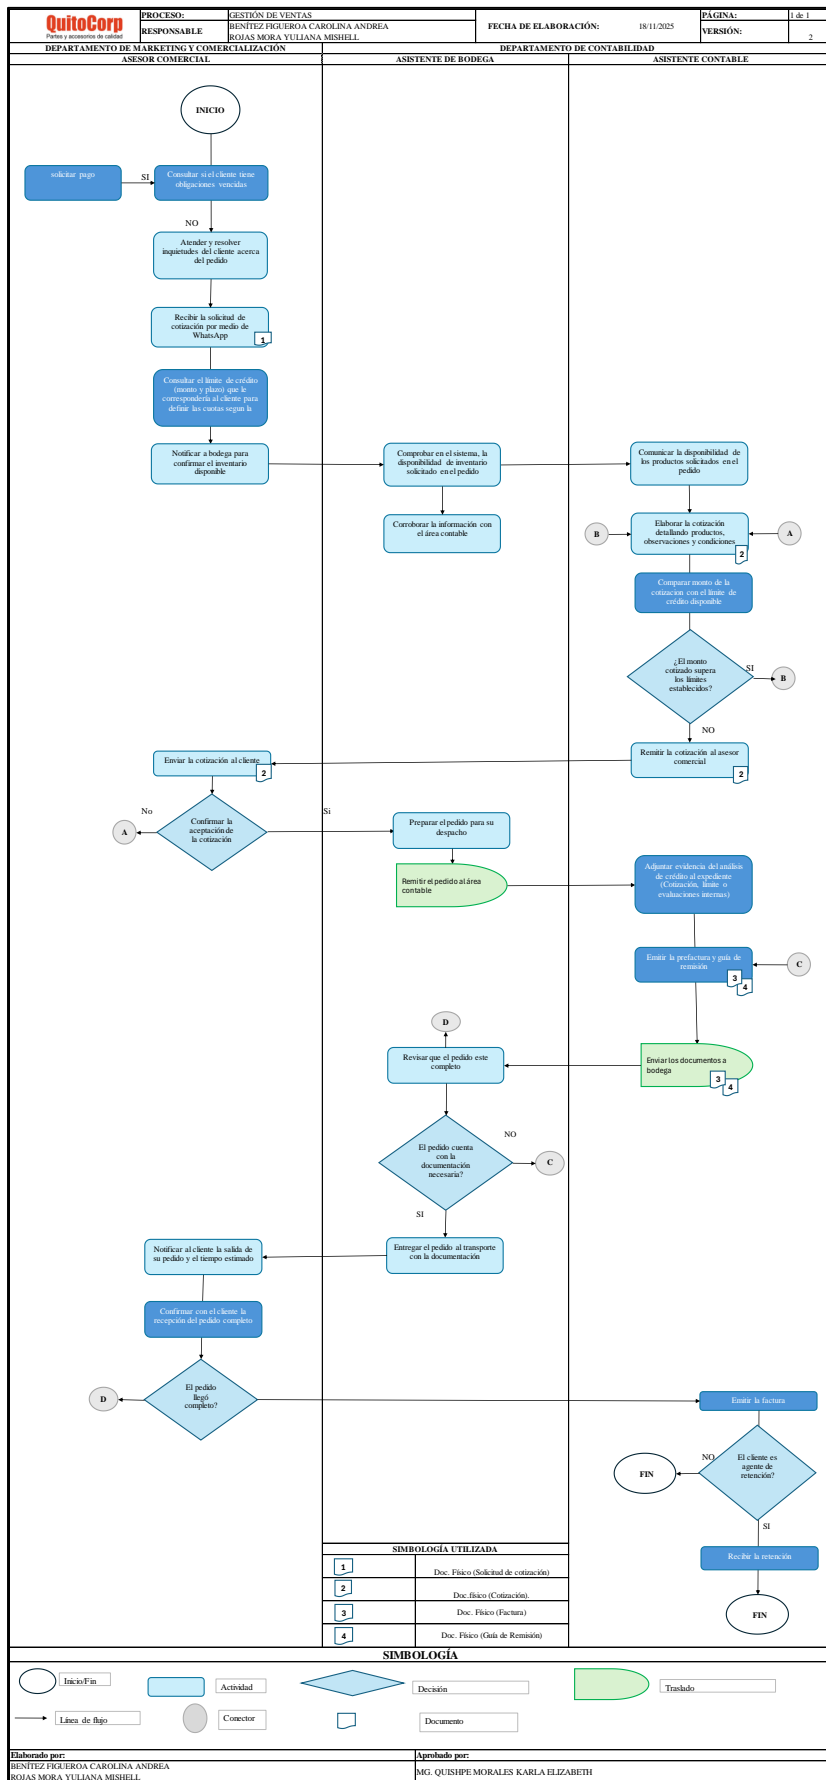 QuitoCorp
Partes y accesorios de calidad
PROCESO:
GESTIÓN DE VENTAS
RESPONSABLE
BENÍTEZ FIGUEROA CAROLINA ANDREA
ROJAS MORA YULIANA MISHELL
FECHA DE ELABORACIÓN:
18/11/2025
PÁGINA:
1 de 1
VERSIÓN:
2
DEPARTAMENTO DE MARKETING Y COMERCIALIZACIÓN
DEPARTAMENTO DE CONTABILIDAD
ASESOR COMERCIAL
ASISTENTE DE BODEGA
ASISTENTE CONTABLE
INICIO
solicitar pago
SI
Consultar si el cliente tiene
obligaciones vencidas
NO
Atender y resolver
inquietudes del cliente acerca
del pedido
Recibir la solicitud de
cotización por medio de
WhatsApp
1
Consultar el límite de crédito
(monto y plazo) que le
correspondería al cliente para
definir las cuotas segun la
Notificar a bodega para
confirmar el inventario
disponible
Comprobar en el sistema, la
disponibilidad de inventario
solicitado en el pedido
Comunicar la disponibilidad de
los productos solicitados en el
pedido
Corroborar la información con
el área contable
B
Elaborar la cotización
detallando productos,
observaciones y condiciones
2
A
Comparar monto de la
cotizacion con el límite de
crédito disponible
¿El monto
cotizado supera
los límites
establecidos?
SI
B
NO
Remitir la cotización al asesor
comercial
2
Enviar la cotización al cliente
2
No
A
Confirmar la
aceptación de
la cotización
Si
Preparar el pedido para su
despacho
Remitir el pedido al área
contable
Adjuntar evidencia del análisis
de crédito al expediente
(Cotización, límite o
evaluaciones internas)
Emitir la prefactura y guía de
remisión
3
4
C
D
Revisar que el pedido este
completo
Enviar los documentos a
bodega
3
4
El pedido cuenta
con la
documentación
necesaria?
NO
C
SI
Entregar el pedido al transporte
con la documentación
Notificar al cliente la salida de
su pedido y el tiempo estimado
Confirmar con el cliente la
recepción del pedido completo
El pedido
llegó
completo?
D
Emitir la factura
El cliente es
agente de
retención?
NO
FIN
SI
Recibir la retención
FIN
SIMBOLOGÍA UTILIZADA
1
Doc. Físico (Solicitud de cotización)
2
Doc.físico (Cotización).
3
Doc. Físico (Factura)
4
Doc. Físico (Guía de Remisión)
SIMBOLOGÍA
Inicio/Fin
Actividad
Decisión
Traslado
Línea de flujo
Conector
Documento
Elaborado por:
BENÍTEZ FIGUEROA CAROLINA ANDREA
ROJAS MORA YULIANA MISHELL
Aprobado por:
MG. QUISHPE MORALES KARLA ELIZABETH